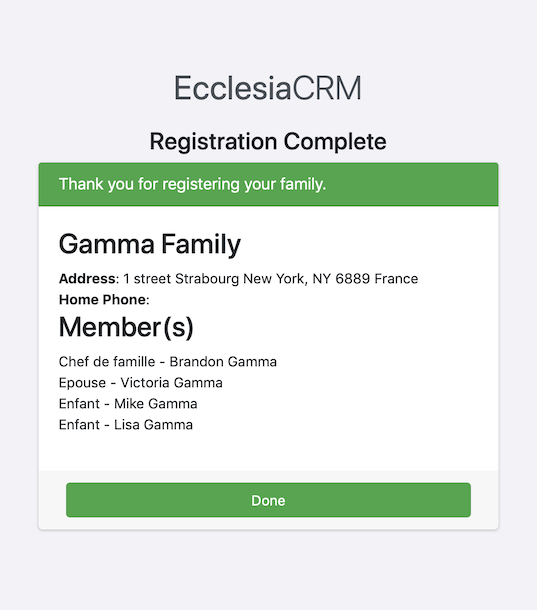 EcclesiaCRM
Registration Complete
Thank you for registering your family.
Gamma Family
Address: 1 street Strabourg New York, NY 6889 France
Home Phone:
Member(s)
Chef de famille - Brandon Gamma
Epouse - Victoria Gamma
Enfant - Mike Gamma
Enfant - Lisa Gamma
Done